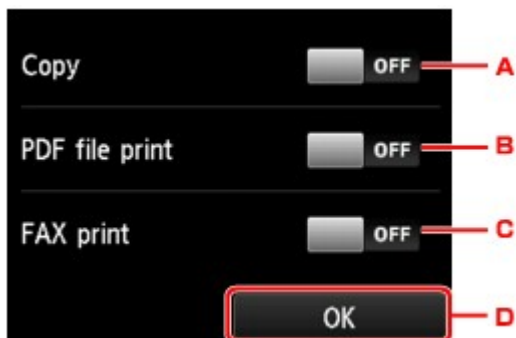 Copy OFF A
PDF file print OFF B
FAX print OFF C
OK D